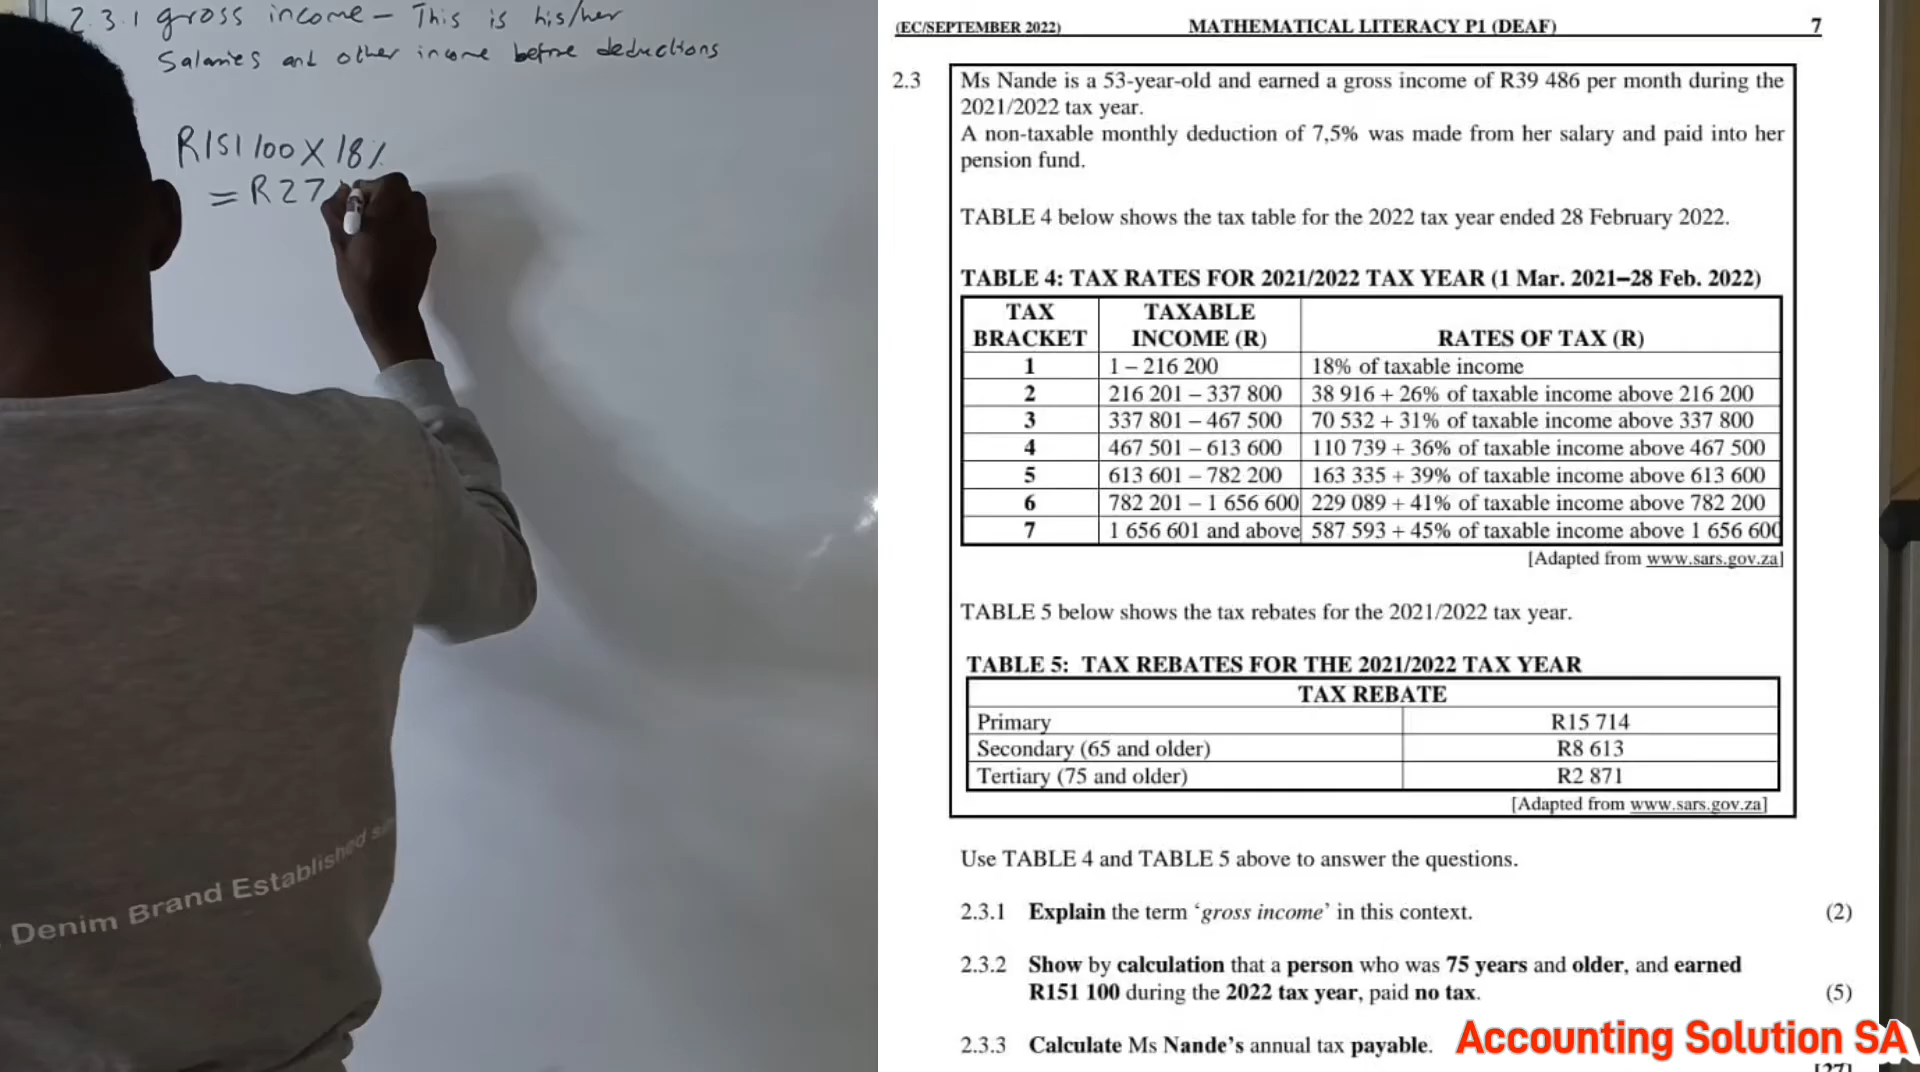 2.3.1 gross income – This is his/her
Salaries and other income before deductions
R151 100 X 18%
= R27
Denim Brand Established
(EC/SEPTEMBER 2022) MATHEMATICAL LITERACY P1 (DEAF) 7
2.3 Ms Nande is a 53-year-old and earned a gross income of R39 486 per month during the
2021/2022 tax year.
A non-taxable monthly deduction of 7,5% was made from her salary and paid into her
pension fund.
TABLE 4 below shows the tax table for the 2022 tax year ended 28 February 2022.
TABLE 4: TAX RATES FOR 2021/2022 TAX YEAR (1 Mar. 2021–28 Feb. 2022)
TAX BRACKET TAXABLE INCOME (R) RATES OF TAX (R)
1 1 – 216 200 18% of taxable income
2 216 201 – 337 800 38 916 + 26% of taxable income above 216 200
3 337 801 – 467 500 70 532 + 31% of taxable income above 337 800
4 467 501 – 613 600 110 739 + 36% of taxable income above 467 500
5 613 601 – 782 200 163 335 + 39% of taxable income above 613 600
6 782 201 – 1 656 600 229 089 + 41% of taxable income above 782 200
7 1 656 601 and above 587 593 + 45% of taxable income above 1 656 600
[Adapted from www.sars.gov.za]
TABLE 5 below shows the tax rebates for the 2021/2022 tax year.
TABLE 5: TAX REBATES FOR THE 2021/2022 TAX YEAR
TAX REBATE
Primary R15 714
Secondary (65 and older) R8 613
Tertiary (75 and older) R2 871
[Adapted from www.sars.gov.za]
Use TABLE 4 and TABLE 5 above to answer the questions.
2.3.1 Explain the term ‘gross income’ in this context. (2)
2.3.2 Show by calculation that a person who was 75 years and older, and earned
R151 100 during the 2022 tax year, paid no tax. (5)
2.3.3 Calculate Ms Nande’s annual tax payable.
Accounting Solution SA